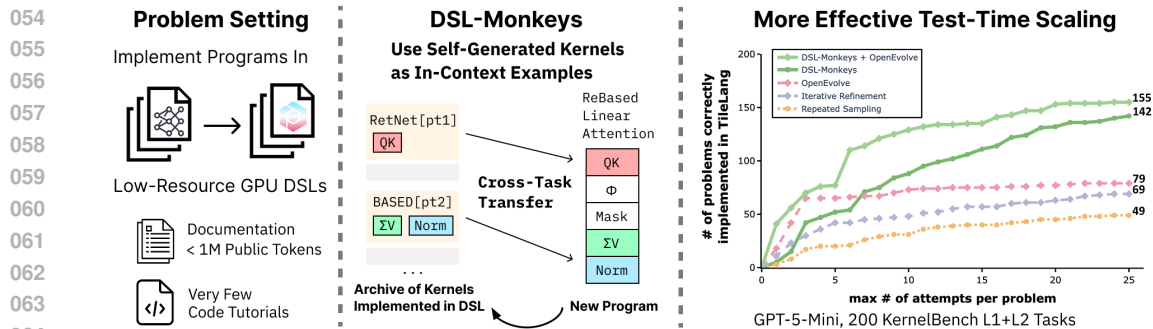 054
055
056
057
058
059
060
061
062
063
Problem Setting
Implement Programs In
Low-Resource GPU DSLs
Documentation
< 1M Public Tokens
</>
Very Few
Code Tutorials
DSL-Monkeys
Use Self-Generated Kernels
as In-Context Examples
RetNet[pt1]
QK
BASED[pt2]
ΣV
Norm
...
Archive of Kernels
Implemented in DSL
Cross-Task
Transfer
ReBased
Linear
Attention
QK
Φ
Mask
ΣV
Norm
New Program
More Effective Test-Time Scaling
# of problems correctly
implemented in TileLang
200
150
100
50
0
DSL-Monkeys + OpenEvolve
DSL-Monkeys
OpenEvolve
Iterative Refinement
Repeated Sampling
155
142
79
69
49
0
5
10
15
20
25
max # of attempts per problem
GPT-5-Mini, 200 KernelBench L1+L2 Tasks